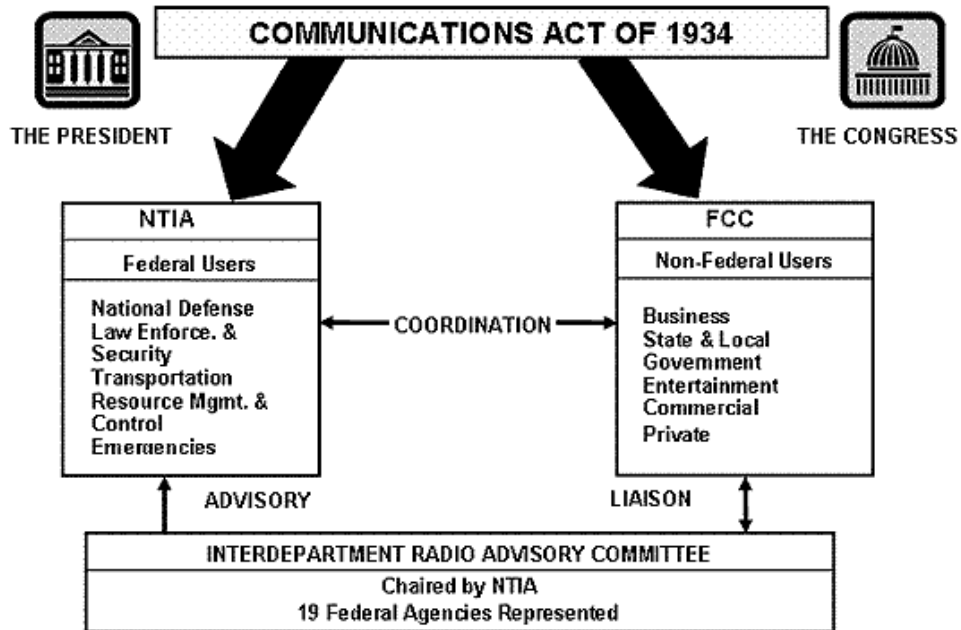 COMMUNICATIONS ACT OF 1934
THE PRESIDENT
THE CONGRESS
NTIA
Federal Users
National Defense
Law Enforce. &
Security
Transportation
Resource Mgmt. &
Control
Emergencies
COORDINATION
FCC
Non-Federal Users
Business
State & Local
Government
Entertainment
Commercial
Private
ADVISORY
LIAISON
INTERDEPARTMENT RADIO ADVISORY COMMITTEE
Chaired by NTIA
19 Federal Agencies Represented